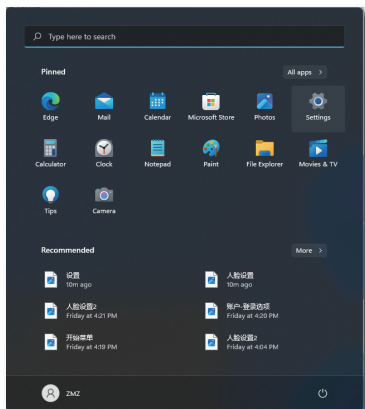 Type here to search
Pinned
All apps >
Edge
Mail
Calendar
Microsoft Store
Photos
Settings
Calculator
Clock
Notepad
Paint
File Explorer
Movies & TV
Tips
Camera
Recommended
More >
设置
10m ago
人脸设置
10m ago
人脸设置2
Friday at 4:21 PM
账户-登录选项
Friday at 4:20 PM
开始菜单
Friday at 4:19 PM
人脸设置2
Friday at 4:04 PM
ZMZ